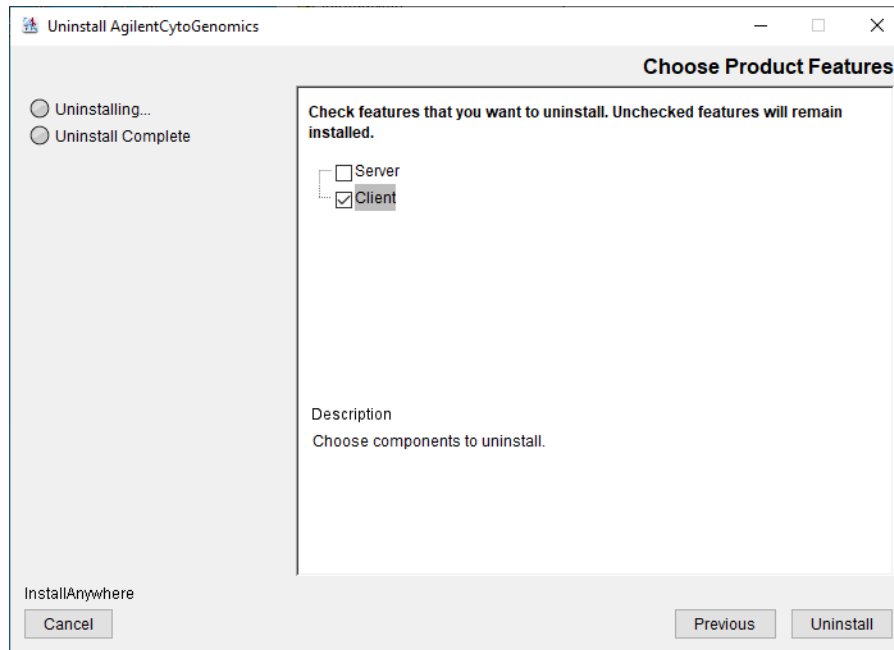 Uninstall AgilentCytoGenomics
Choose Product Features
Uninstalling...
Uninstall Complete
Check features that you want to uninstall. Unchecked features will remain
installed.
Server
Client
Description
Choose components to uninstall.
InstallAnywhere
Cancel
Previous
Uninstall